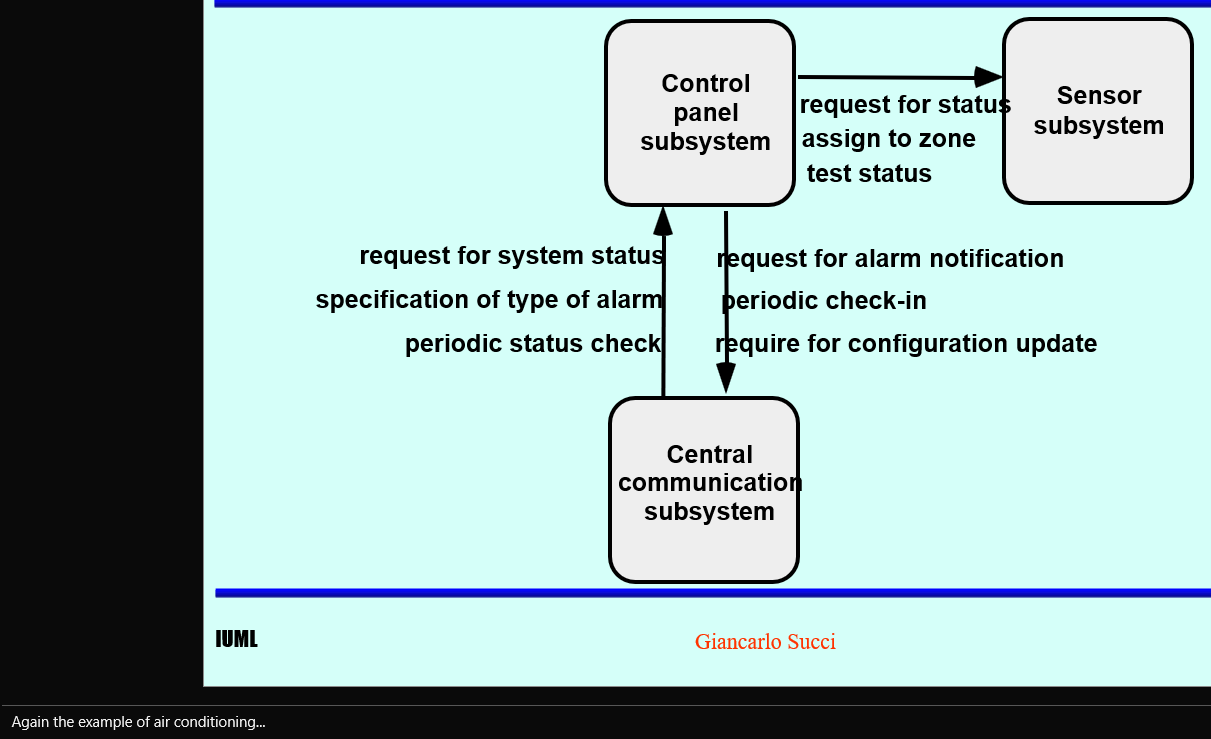 Control
panel
subsystem
Sensor
subsystem
request for status
assign to zone
test status
request for system status
specification of type of alarm
periodic status check
request for alarm notification
periodic check-in
require for configuration update
Central
communication
subsystem
IUML
Giancarlo Succi
Again the example of air conditioning...